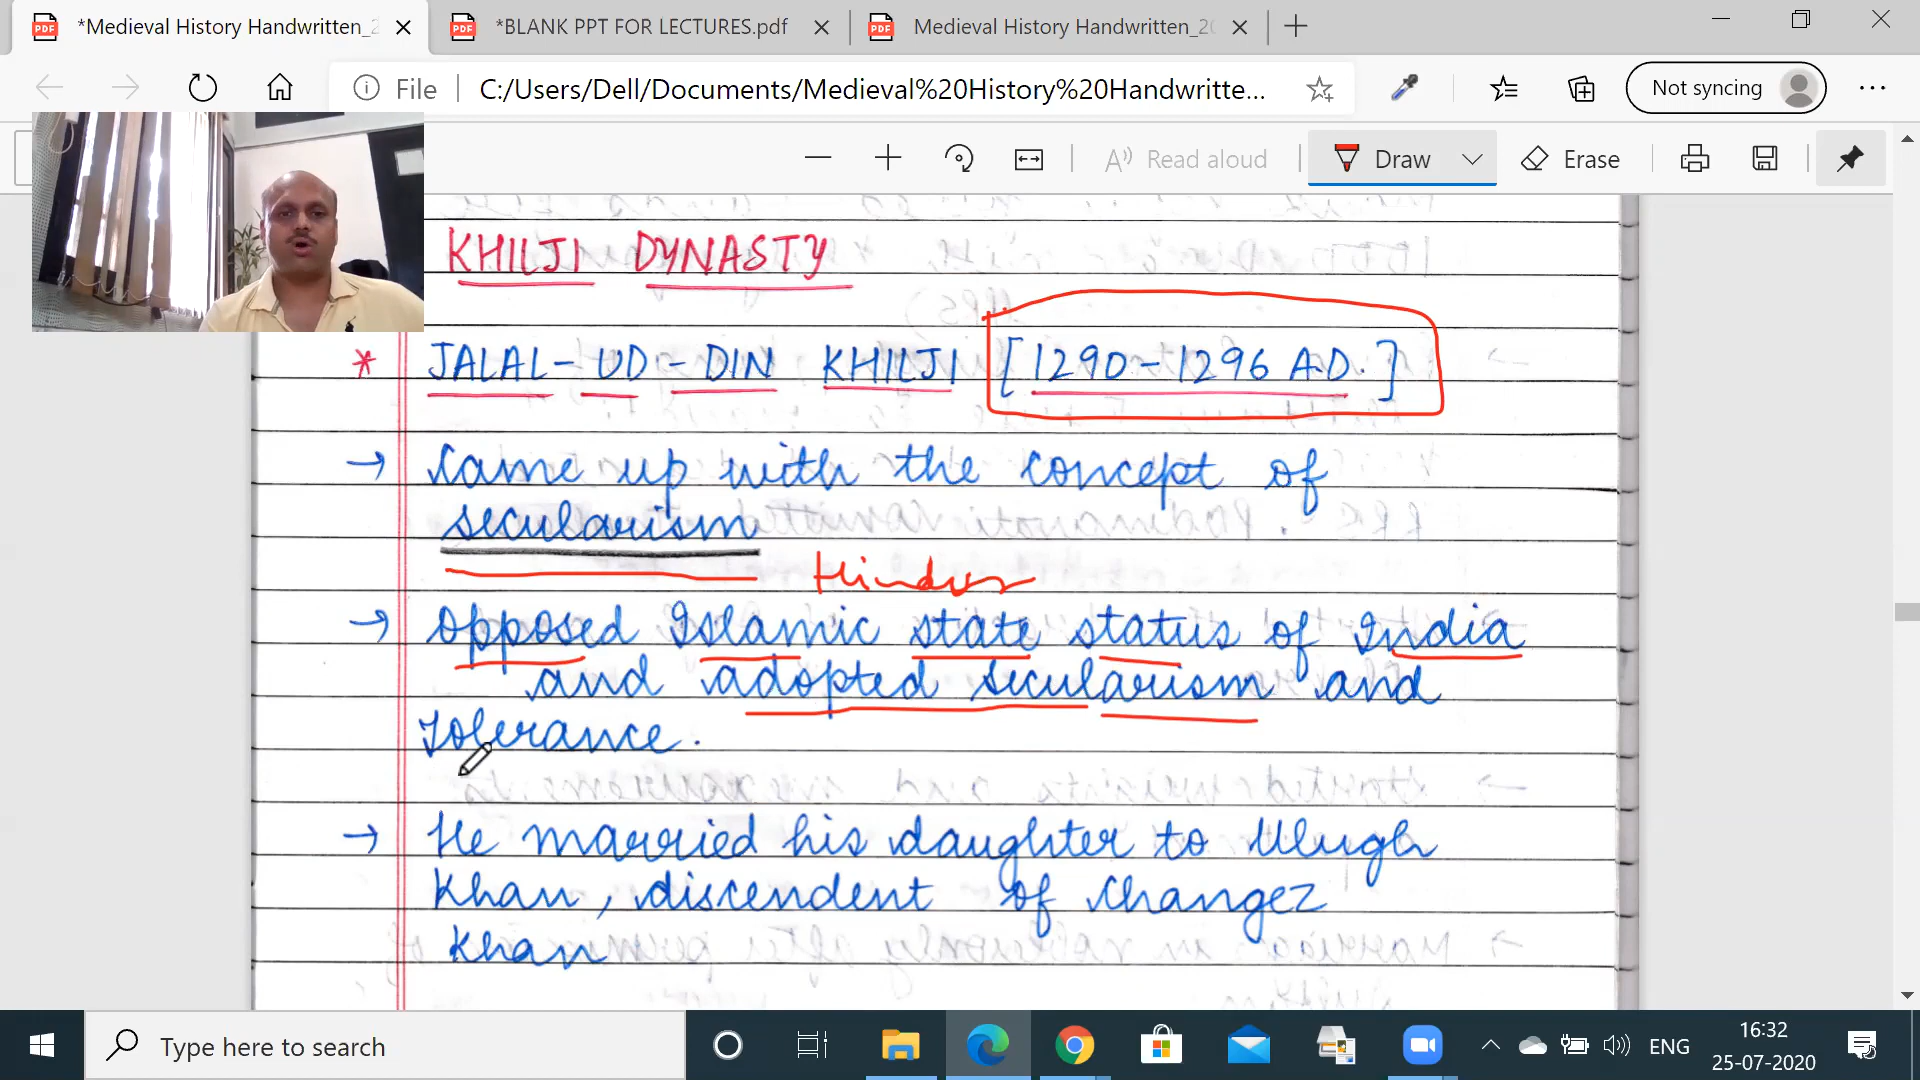 *Medieval History Handwritten_2
*BLANK PPT FOR LECTURES.pdf
Medieval History Handwritten_20
File
C:/Users/Dell/Documents/Medieval%20History%20Handwritte...
Not syncing
Read aloud
Draw
Erase
KHILJI DYNASTY
* JALAL-UD-DIN KHILJI [1290-1296 A.D.]
→ Came up with the concept of
secularism
Hindus
→ Opposed Islamic state status of India
and adopted secularism and
tolerance.
→ He married his daughter to Ulugh
Khan, discendent of Changez
Khan
Type here to search
ENG
16:32
25-07-2020